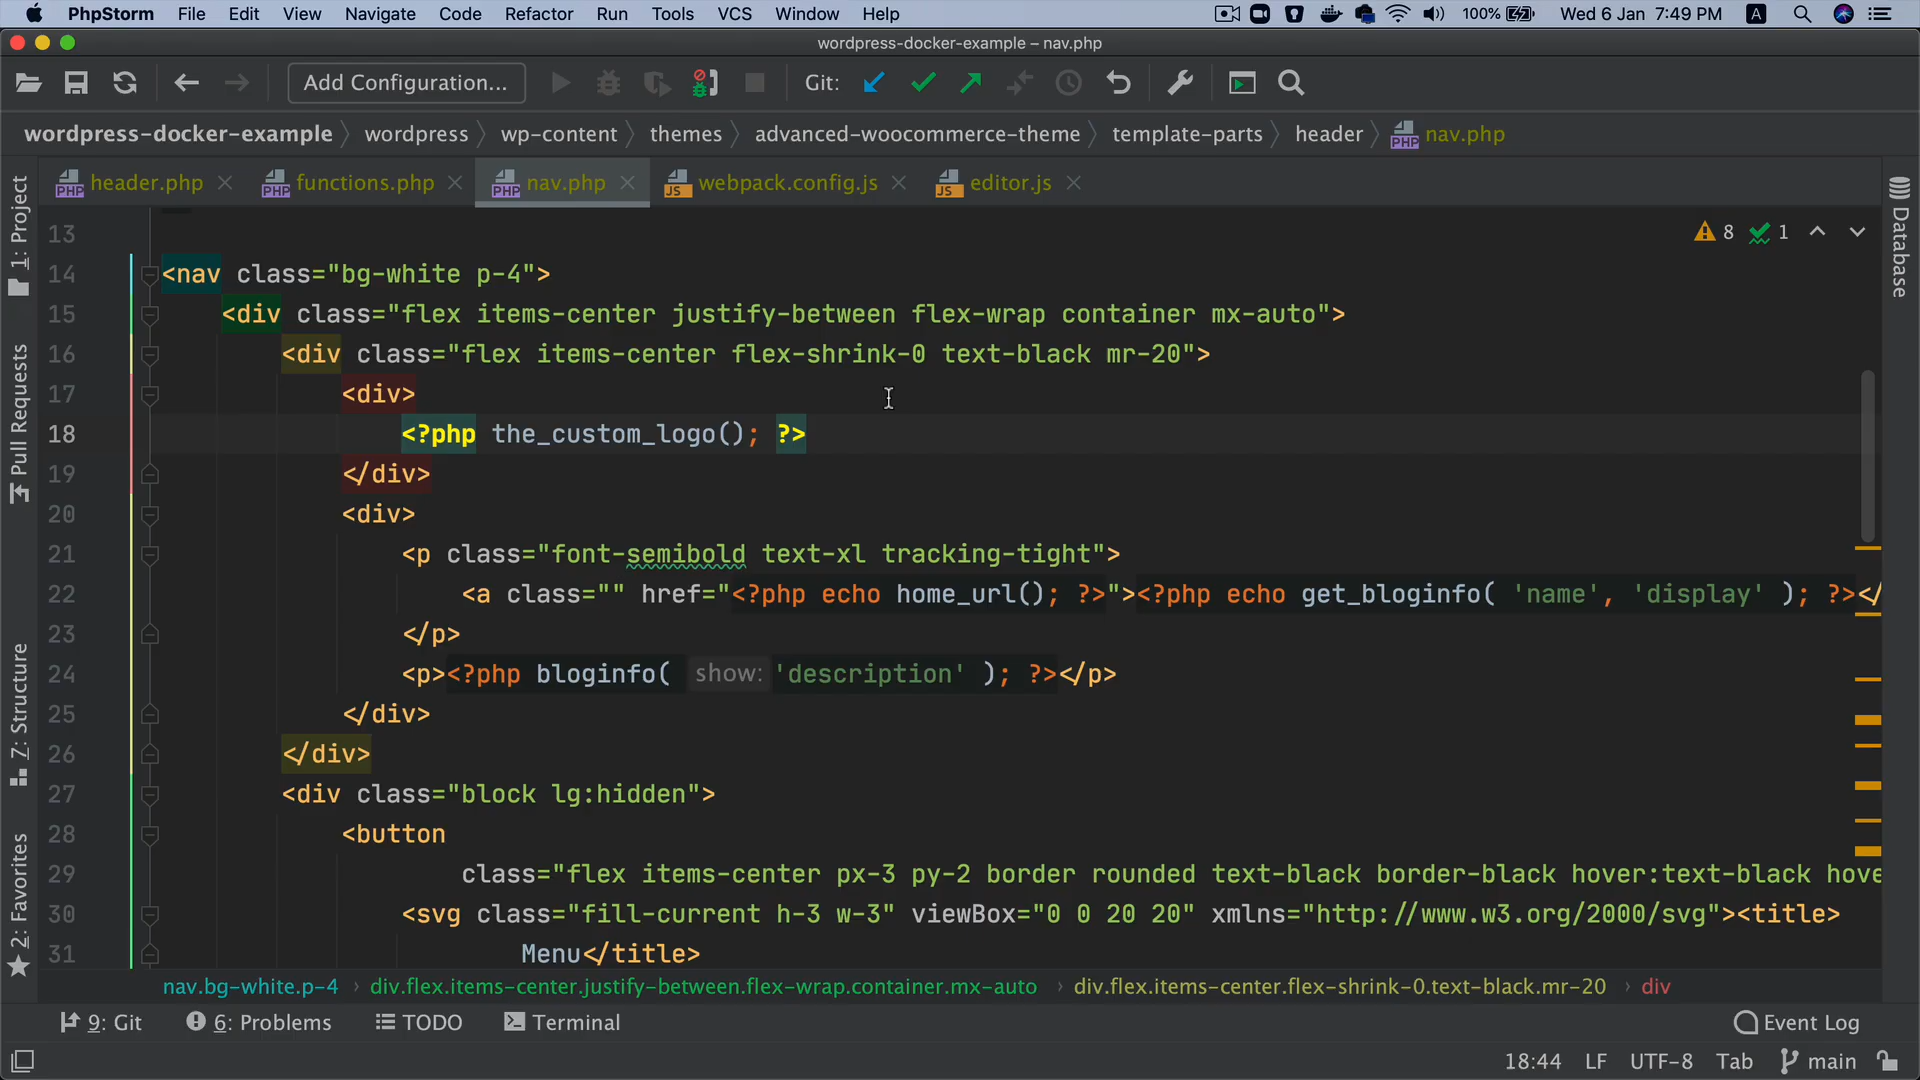 PhpStorm File Edit View Navigate Code Refactor Run Tools VCS Window Help 100% Wed 6 Jan 7:49 PM A
wordpress-docker-example – nav.php
Add Configuration... Git:
wordpress-docker-example wordpress wp-content themes advanced-woocommerce-theme template-parts header nav.php
header.php functions.php nav.php webpack.config.js editor.js
1: Project
Pull Requests
7: Structure
2: Favorites
Database
8 1
13
14 <nav class="bg-white p-4">
15 <div class="flex items-center justify-between flex-wrap container mx-auto">
16 <div class="flex items-center flex-shrink-0 text-black mr-20">
17 <div>
18 <?php the_custom_logo(); ?>
19 </div>
20 <div>
21 <p class="font-semibold text-xl tracking-tight">
22 <a class="" href="<?php echo home_url(); ?>"><?php echo get_bloginfo( 'name', 'display' ); ?></
23 </p>
24 <p><?php bloginfo( show: 'description' ); ?></p>
25 </div>
26 </div>
27 <div class="block lg:hidden">
28 <button
29 class="flex items-center px-3 py-2 border rounded text-black border-black hover:text-black hove
30 <svg class="fill-current h-3 w-3" viewBox="0 0 20 20" xmlns="http://www.w3.org/2000/svg"><title>
31 Menu</title>
nav.bg-white.p-4 div.flex.items-center.justify-between.flex-wrap.container.mx-auto div.flex.items-center.flex-shrink-0.text-black.mr-20 div
9: Git 6: Problems TODO Terminal Event Log
18:44 LF UTF-8 Tab main